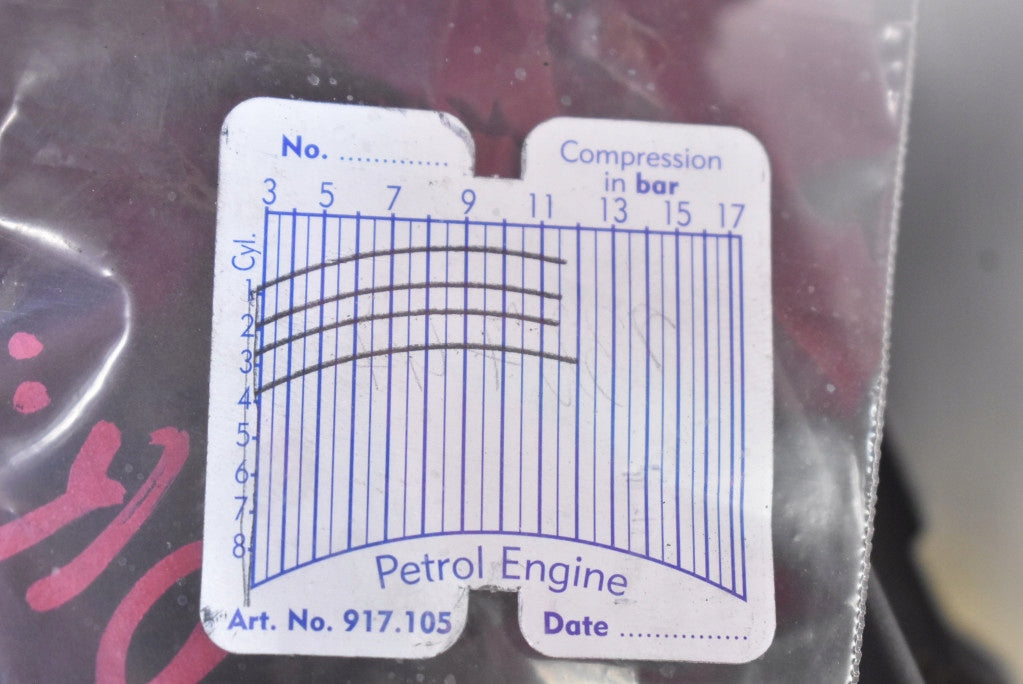 No. ..............
Compression
in bar
3 5 7 9 11 13 15 17
Cyl.
1
2
3
4
5
6
7
8
Petrol Engine
Art. No. 917.105
Date ................